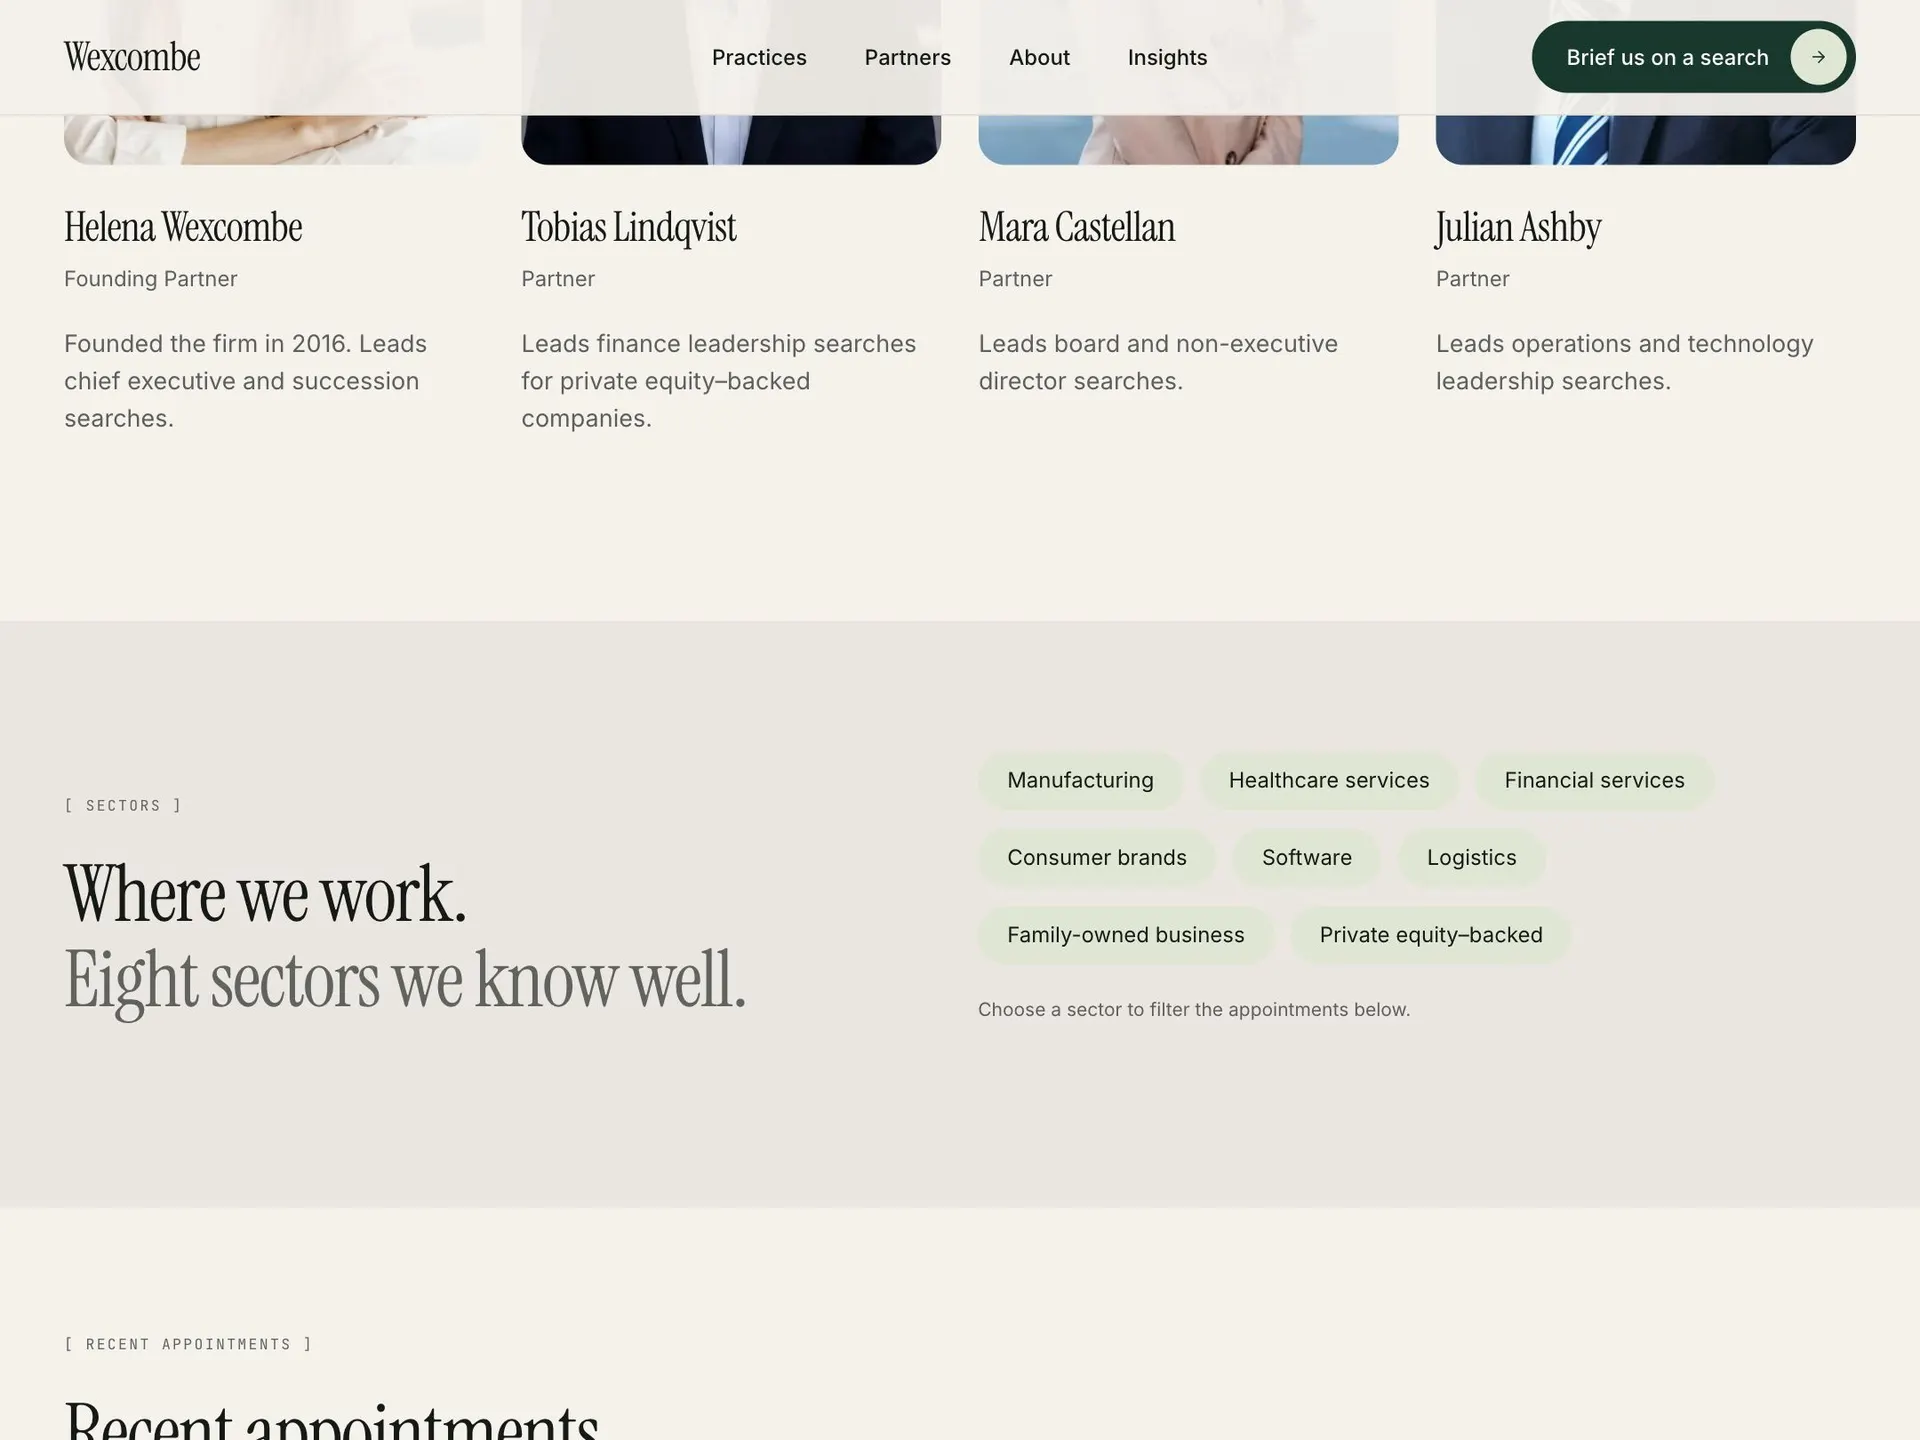 Wexcombe
Practices
Partners
About
Insights
Brief us on a search
Helena Wexcombe
Founding Partner
Founded the firm in 2016. Leads
chief executive and succession
searches.
Tobias Lindqvist
Partner
Leads finance leadership searches
for private equity–backed
companies.
Mara Castellan
Partner
Leads board and non-executive
director searches.
Julian Ashby
Partner
Leads operations and technology
leadership searches.
[ SECTORS ]
Where we work.
Eight sectors we know well.
Manufacturing
Healthcare services
Financial services
Consumer brands
Software
Logistics
Family-owned business
Private equity–backed
Choose a sector to filter the appointments below.
[ RECENT APPOINTMENTS ]
Recent appointments